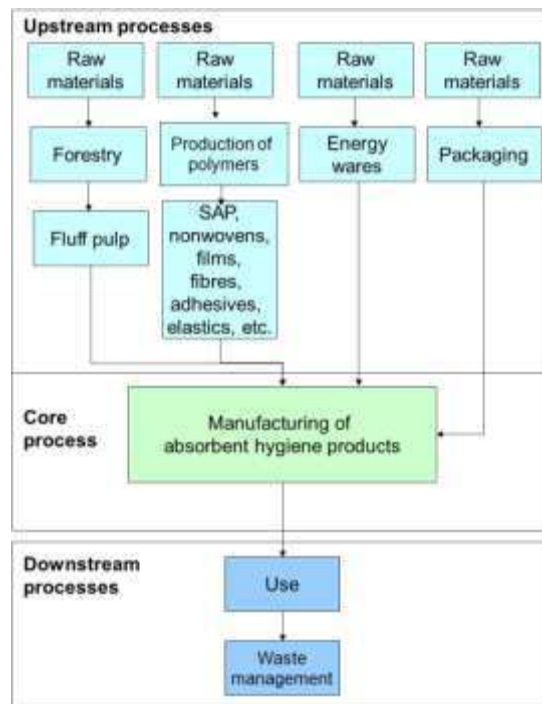 Upstream processes
Raw
materials
Raw
materials
Raw
materials
Raw
materials
Forestry
Production of
polymers
Energy
wares
Packaging
Fluff pulp
SAP,
nonwovens,
films,
fibres,
adhesives,
elastics, etc.
Core
process
Manufacturing of
absorbent hygiene products
Downstream
processes
Use
Waste
management